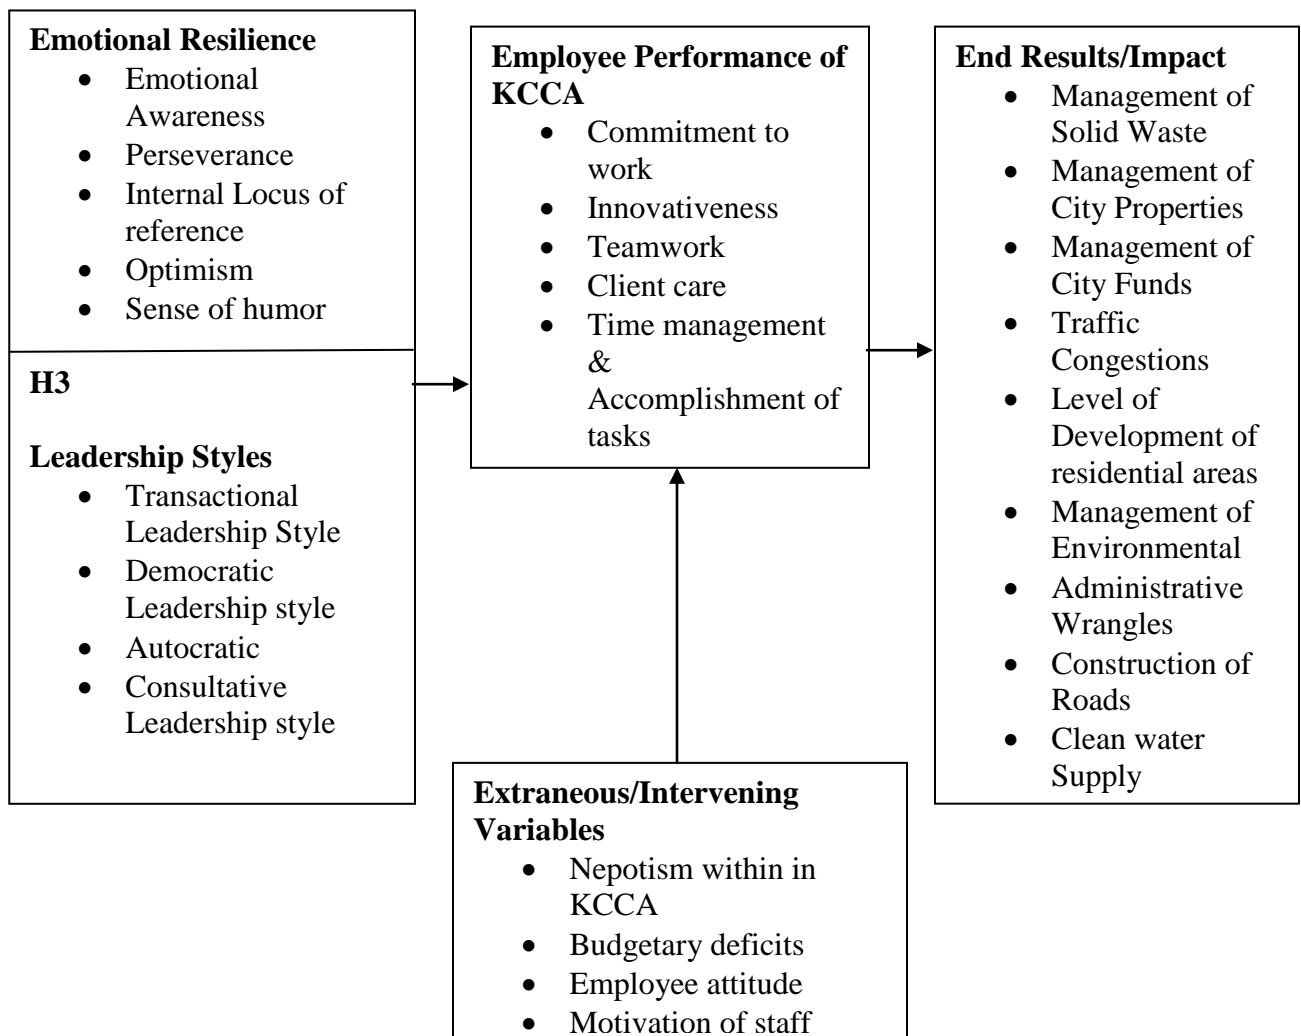 Emotional Resilience
• Emotional
Awareness
• Perseverance
• Internal Locus of
reference
• Optimism
• Sense of humor
H3
Leadership Styles
• Transactional
Leadership Style
• Democratic
Leadership style
• Autocratic
• Consultative
Leadership style
Employee Performance of
KCCA
• Commitment to
work
• Innovativeness
• Teamwork
• Client care
• Time management
&
Accomplishment of
tasks
End Results/Impact
• Management of
Solid Waste
• Management of
City Properties
• Management of
City Funds
• Traffic
Congestions
• Level of
Development of
residential areas
• Management of
Environmental
• Administrative
Wrangles
• Construction of
Roads
• Clean water
Supply
Extraneous/Intervening
Variables
• Nepotism within in
KCCA
• Budgetary deficits
• Employee attitude
• Motivation of staff